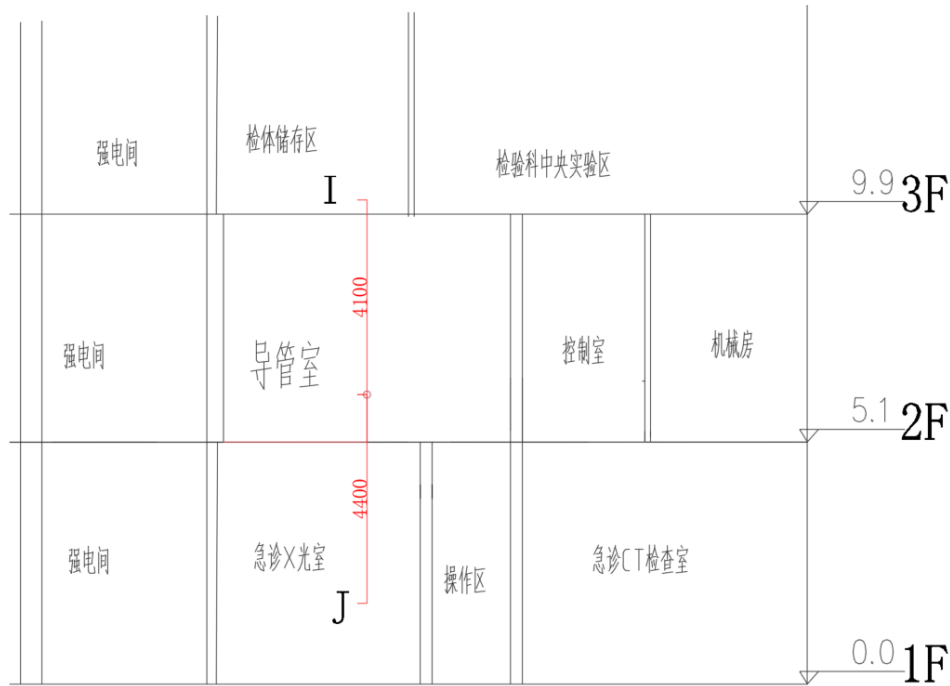 强电间
检体储存区
检验科中央实验区
I
9.9 3F
4100
强电间
导管室
控制室
机械房
5.1 2F
4400
强电间
急诊X光室
操作区
急诊CT检查室
J
0.0 1F